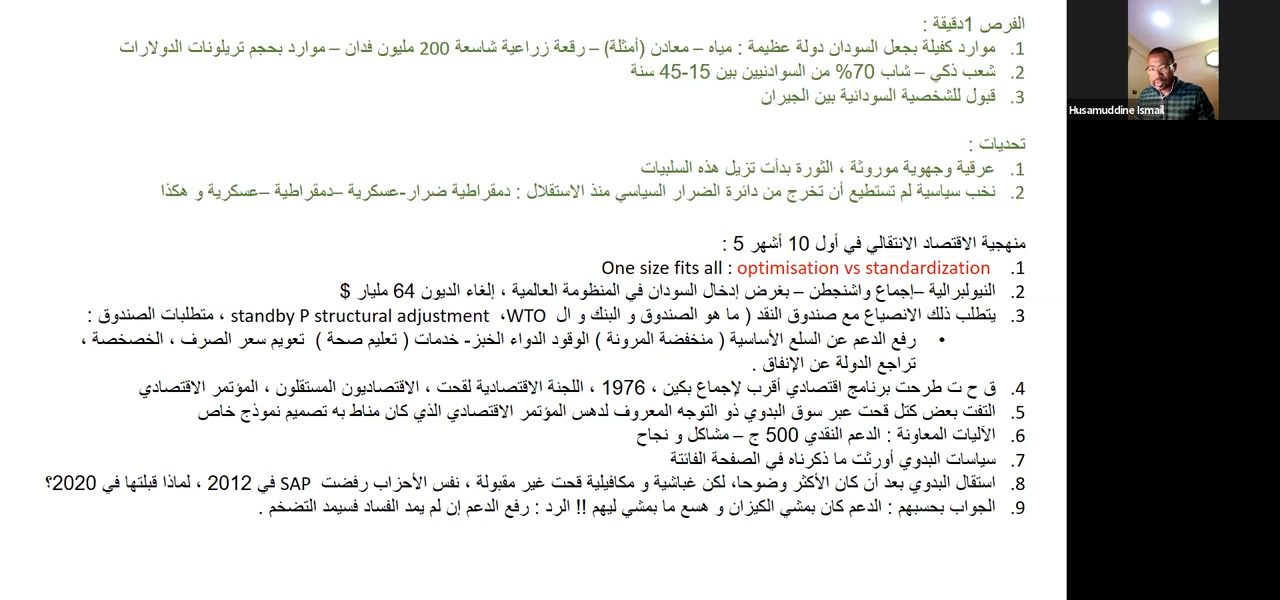 الفرص 1دقيقة :
1. موارد كفيلة بجعل السودان دولة عظيمة : مياه – معادن (أمثلة) – رقعة زراعية شاسعة 200 مليون فدان – موارد بحجم تريلونات الدولارات
2. شعب ذكي – شاب 70% من السوادنيين بين 15-45 سنة
3. قبول للشخصية السودانية بين الجيران
تحديات :
1. عرقية وجهوية موروثة ، الثورة بدأت تزيل هذه السلبيات
2. نخب سياسية لم تستطيع أن تخرج من دائرة الضرار السياسي منذ الاستقلال : دمقراطية ضرار-عسكرية –دمقراطية –عسكرية و هكذا
منهجية الاقتصاد الانتقالي في أول 10 أشهر 5 :
1. One size fits all : optimisation vs standardization
2. النيولبرالية –إجماع واشنجطن – بغرض إدخال السودان في المنظومة العالمية ، إلغاء الديون 64 مليار $
3. يتطلب ذلك الانصياع مع صندوق النقد ( ما هو الصندوق و البنك و ال WTO، standby P structural adjustment ، متطلبات الصندوق :
• رفع الدعم عن السلع الأساسية ( منخفضة المرونة ) الوقود الدواء الخبز- خدمات ( تعليم صحة ) تعويم سعر الصرف ، الخصخصة ،
تراجع الدولة عن الإنفاق .
4. ق ح ت طرحت برنامج اقتصادي أقرب لإجماع بكين ، 1976 ، اللجنة الاقتصادية لقحت ، الاقتصاديون المستقلون ، المؤتمر الاقتصادي
5. التفت بعض كتل قحت عبر سوق البدوي ذو التوجه المعروف لدهس المؤتمر الاقتصادي الذي كان مناط به تصميم نموذج خاص
6. الآليات المعاونة : الدعم النقدي 500 ج – مشاكل و نجاح
7. سياسات البدوي أورثت ما ذكرناه في الصفحة الفائتة
8. استقال البدوي بعد أن كان الأكثر وضوحا، لكن غباشية و مكافيلية قحت غير مقبولة ، نفس الأحزاب رفضت SAP في 2012 ، لماذا قبلتها في 2020؟
9. الجواب بحسبهم : الدعم كان بمشي الكيزان و هسع ما بمشي ليهم !! الرد : رفع الدعم إن لم يمد الفساد فسيمد التضخم .
Husamuddine Ismail